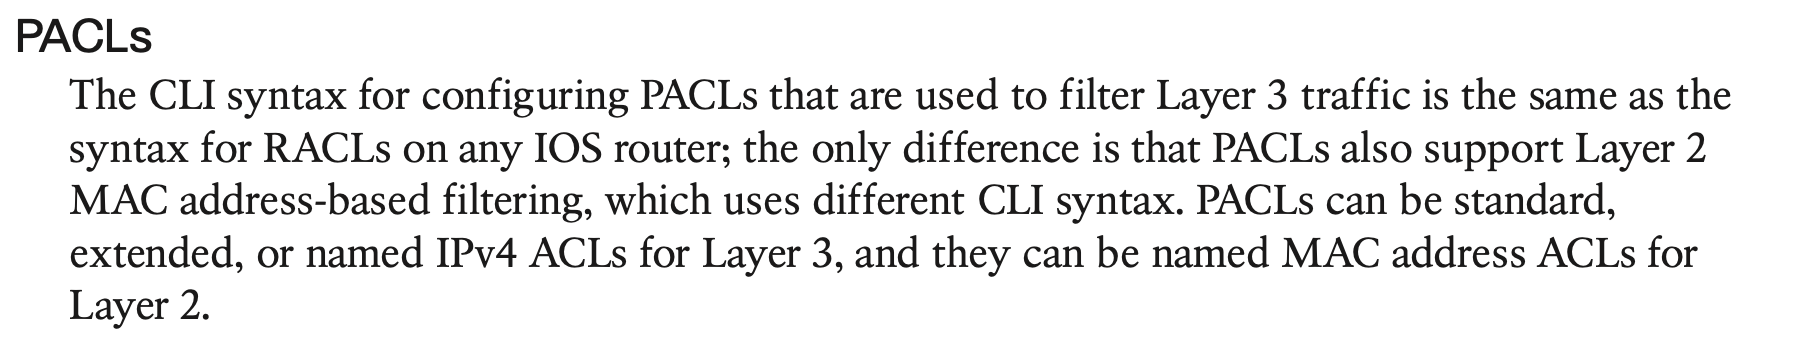 PACLs
The CLI syntax for configuring PACLs that are used to filter Layer 3 traffic is the same as the
syntax for RACLs on any IOS router; the only difference is that PACLs also support Layer 2
MAC address-based filtering, which uses different CLI syntax. PACLs can be standard,
extended, or named IPv4 ACLs for Layer 3, and they can be named MAC address ACLs for
Layer 2.